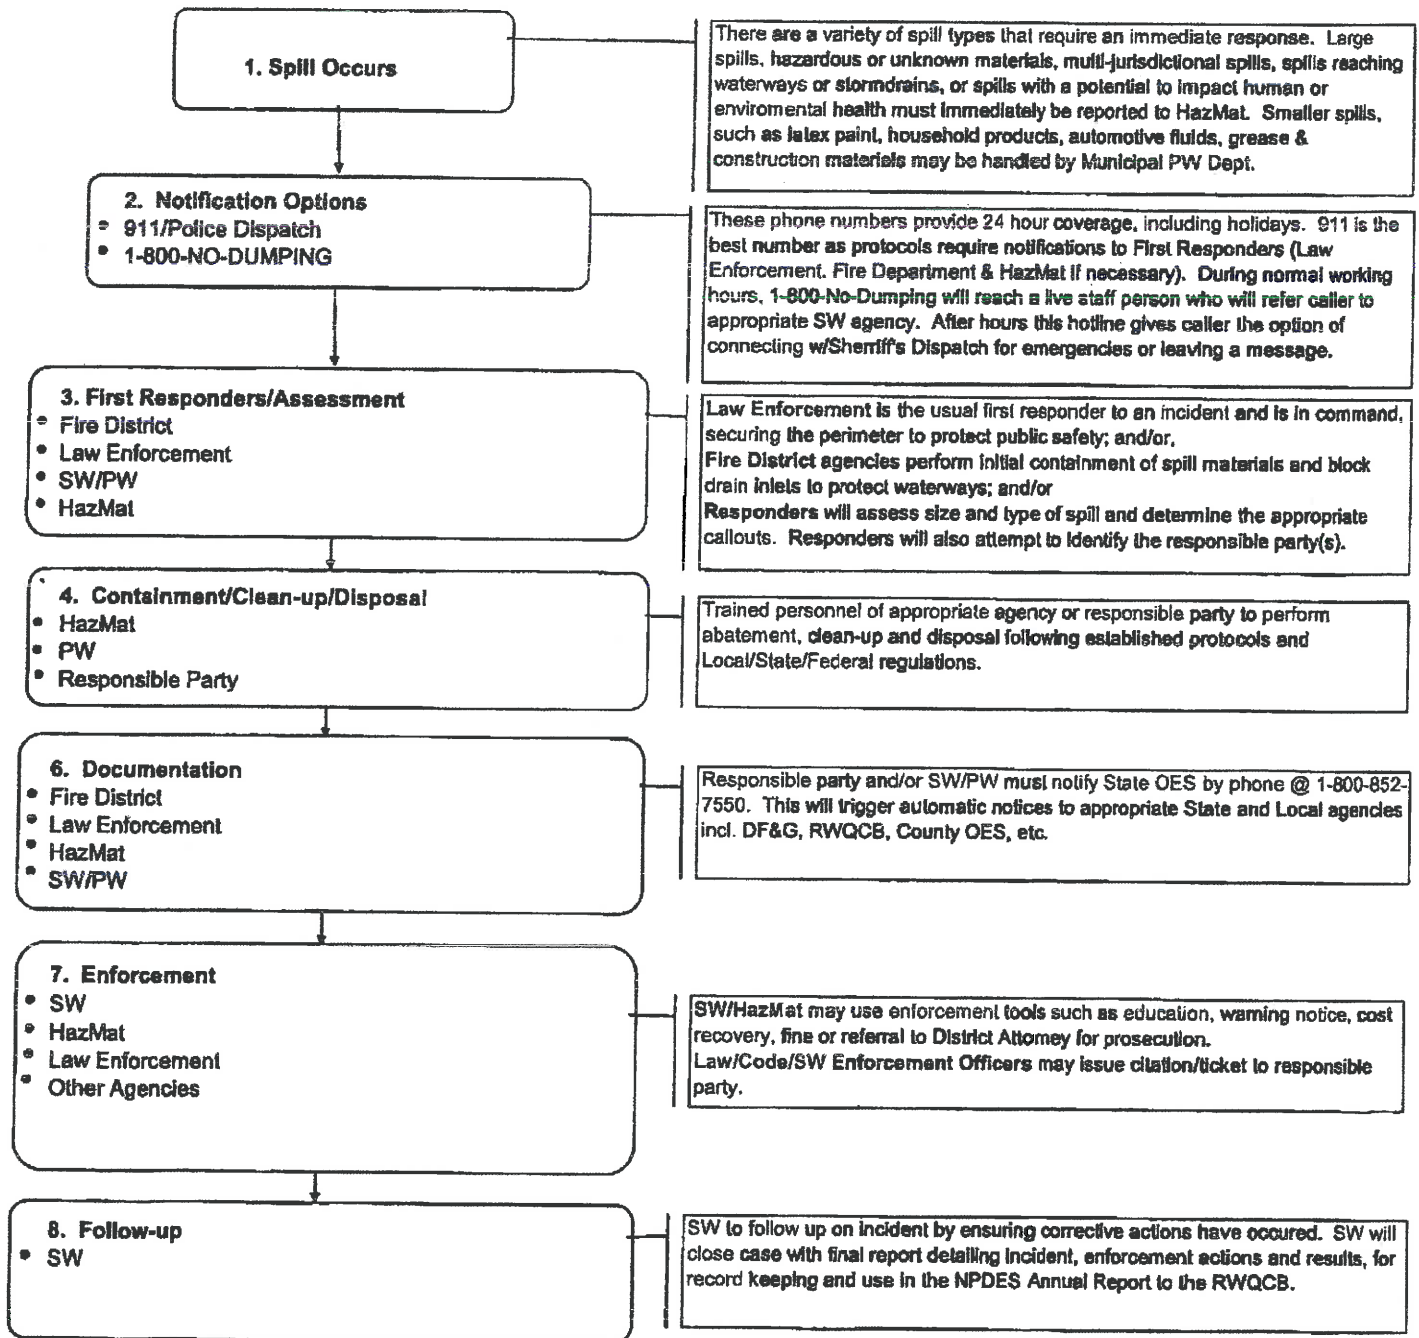 1. Spill Occurs
There are a variety of spill types that require an immediate response. Large
spills, hazardous or unknown materials, multi-jurisdictional spills, spills reaching
waterways or stormdrains, or spills with a potential to impact human or
enviromental health must immediately be reported to HazMat. Smaller spills,
such as latex paint, household products, automotive fluids, grease &
construction materials may be handled by Municipal PW Dept.
2. Notification Options
• 911/Police Dispatch
• 1-800-NO-DUMPING
These phone numbers provide 24 hour coverage, including holidays. 911 is the
best number as protocols require notifications to First Responders (Law
Enforcement. Fire Department & HazMat if necessary). During normal working
hours, 1-800-No-Dumping will reach a live staff person who will refer caller to
appropriate SW agency. After hours this hotline gives caller the option of
connecting w/Sherriff's Dispatch for emergencies or leaving a message.
3. First Responders/Assessment
• Fire District
• Law Enforcement
• SW/PW
• HazMat
Law Enforcement is the usual first responder to an incident and is in command,
securing the perimeter to protect public safety; and/or,
Fire District agencies perform initial containment of spill materials and block
drain inlets to protect waterways; and/or
Responders will assess size and type of spill and determine the appropriate
callouts. Responders will also attempt to identify the responsible party(s).
4. Containment/Clean-up/Disposal
• HazMat
• PW
• Responsible Party
Trained personnel of appropriate agency or responsible party to perform
abatement, clean-up and disposal following established protocols and
Local/State/Federal regulations.
6. Documentation
• Fire District
• Law Enforcement
• HazMat
• SW/PW
Responsible party and/or SW/PW must notify State OES by phone @ 1-800-852-
7550. This will trigger automatic notices to appropriate State and Local agencies
incl. DF&G, RWQCB, County OES, etc.
7. Enforcement
• SW
• HazMat
• Law Enforcement
• Other Agencies
SW/HazMat may use enforcement tools such as education, warning notice, cost
recovery, fine or referral to District Attorney for prosecution.
Law/Code/SW Enforcement Officers may issue citation/ticket to responsible
party.
8. Follow-up
• SW
SW to follow up on incident by ensuring corrective actions have occured. SW will
close case with final report detailing incident, enforcement actions and results, for
record keeping and use in the NPDES Annual Report to the RWQCB.